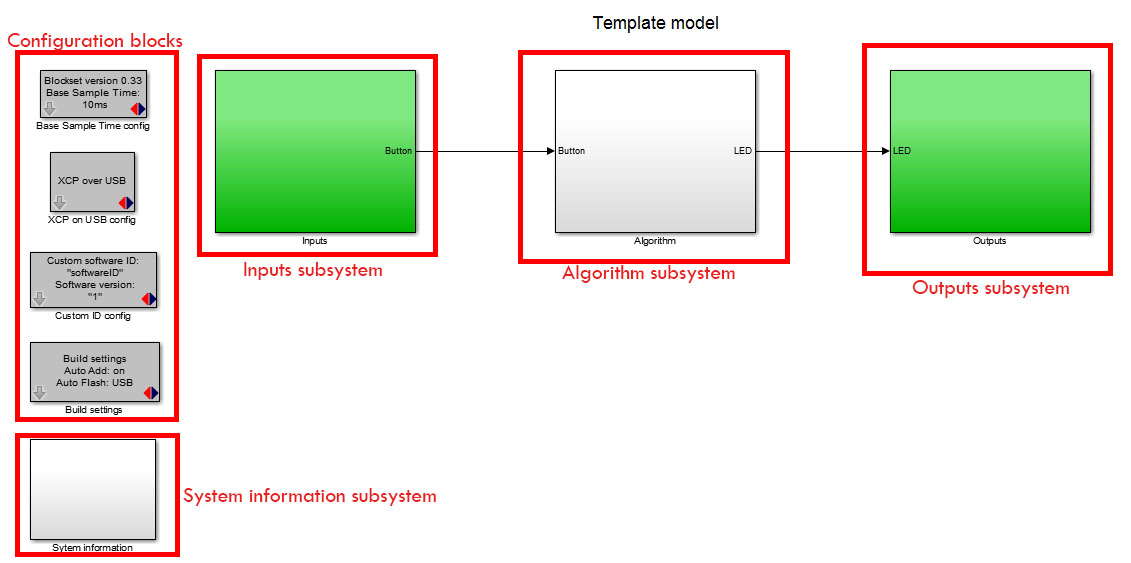 Template model
Configuration blocks
Blockset version 0.33
Base Sample Time:
10ms
Base Sample Time config
XCP over USB
XCP on USB config
Custom software ID:
"softwareID"
Software version:
"1"
Custom ID config
Build settings
Auto Add: on
Auto Flash: USB
Build settings
Sytem information
System information subsystem
Button
Inputs
Inputs subsystem
Button
LED
Algorithm
Algorithm subsystem
LED
Outputs
Outputs subsystem